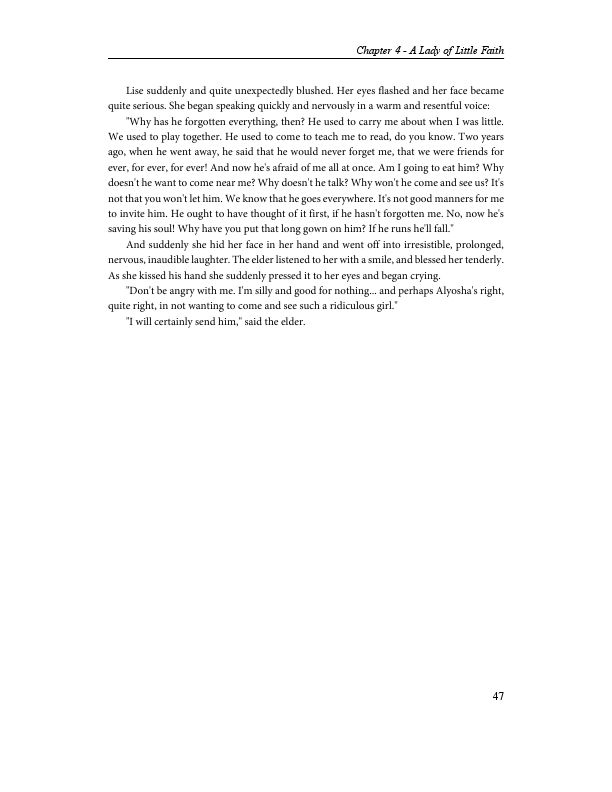 Chapter 4 - A Lady of Little Faith
Lise suddenly and quite unexpectedly blushed. Her eyes flashed and her face became
quite serious. She began speaking quickly and nervously in a warm and resentful voice:
"Why has he forgotten everything, then? He used to carry me about when I was little.
We used to play together. He used to come to teach me to read, do you know. Two years
ago, when he went away, he said that he would never forget me, that we were friends for
ever, for ever, for ever! And now he's afraid of me all at once. Am I going to eat him? Why
doesn't he want to come near me? Why doesn't he talk? Why won't he come and see us? It's
not that you won't let him. We know that he goes everywhere. It's not good manners for me
to invite him. He ought to have thought of it first, if he hasn't forgotten me. No, now he's
saving his soul! Why have you put that long gown on him? If he runs he'll fall."
And suddenly she hid her face in her hand and went off into irresistible, prolonged,
nervous, inaudible laughter. The elder listened to her with a smile, and blessed her tenderly.
As she kissed his hand she suddenly pressed it to her eyes and began crying.
"Don't be angry with me. I'm silly and good for nothing... and perhaps Alyosha's right,
quite right, in not wanting to come and see such a ridiculous girl."
"I will certainly send him," said the elder.
47